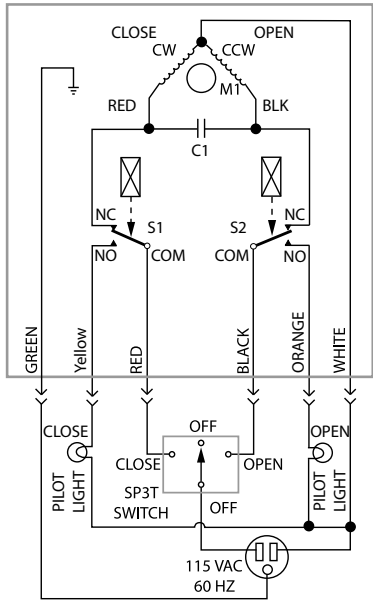 CLOSE
OPEN
CW
CCW
M1
RED
BLK
C1
NC
S1
S2
NC
NO
COM
COM
NO
GREEN
Yellow
RED
BLACK
ORANGE
WHITE
CLOSE
OFF
OPEN
CLOSE
OPEN
PILOT
LIGHT
SP3T
SWITCH
OFF
PILOT
LIGHT
115 VAC
60 HZ